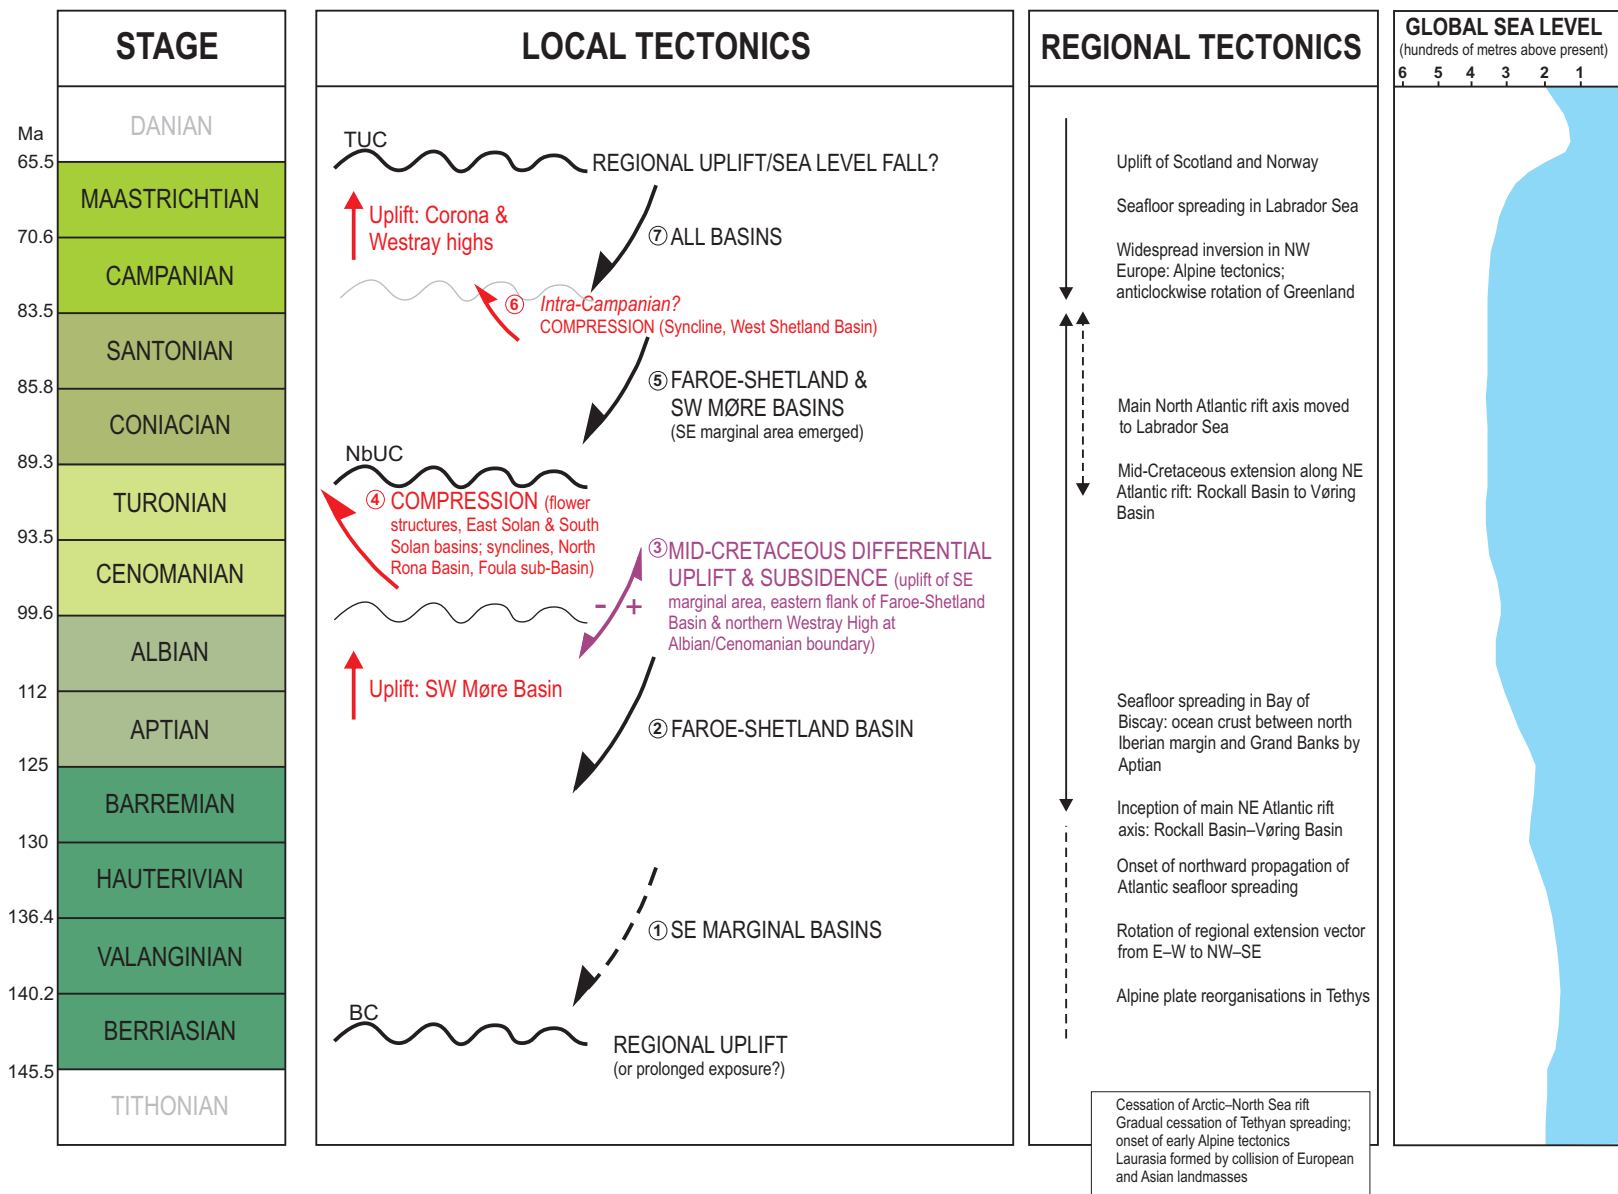 STAGE
Ma
DANIAN
65.5
MAASTRICHTIAN
70.6
CAMPANIAN
83.5
SANTONIAN
85.8
CONIACIAN
89.3
TURONIAN
93.5
CENOMANIAN
99.6
ALBIAN
112
APTIAN
125
BARREMIAN
130
HAUTERIVIAN
136.4
VALANGINIAN
140.2
BERRIASIAN
145.5
TITHONIAN
LOCAL TECTONICS
TUC
REGIONAL UPLIFT/SEA LEVEL FALL?
Uplift: Corona &
Westray highs
7 ALL BASINS
6 Intra-Campanian?
COMPRESSION (Syncline, West Shetland Basin)
5 FAROE-SHETLAND &
SW MØRE BASINS
(SE marginal area emerged)
NbUC
4 COMPRESSION (flower
structures, East Solan & South
Solan basins; synclines, North
Rona Basin, Foula sub-Basin)
3 MID-CRETACEOUS DIFFERENTIAL
UPLIFT & SUBSIDENCE (uplift of SE
marginal area, eastern flank of Faroe-Shetland
Basin & northern Westray High at
Albian/Cenomanian boundary)
- +
Uplift: SW Møre Basin
2 FAROE-SHETLAND BASIN
1 SE MARGINAL BASINS
BC
REGIONAL UPLIFT
(or prolonged exposure?)
REGIONAL TECTONICS
Uplift of Scotland and Norway
Seafloor spreading in Labrador Sea
Widespread inversion in NW
Europe: Alpine tectonics;
anticlockwise rotation of Greenland
Main North Atlantic rift axis moved
to Labrador Sea
Mid-Cretaceous extension along NE
Atlantic rift: Rockall Basin to Vøring
Basin
Seafloor spreading in Bay of
Biscay: ocean crust between north
Iberian margin and Grand Banks by
Aptian
Inception of main NE Atlantic rift
axis: Rockall Basin–Vøring Basin
Onset of northward propagation of
Atlantic seafloor spreading
Rotation of regional extension vector
from E–W to NW–SE
Alpine plate reorganisations in Tethys
Cessation of Arctic–North Sea rift
Gradual cessation of Tethyan spreading;
onset of early Alpine tectonics
Laurasia formed by collision of European
and Asian landmasses
GLOBAL SEA LEVEL
(hundreds of metres above present)
6 5 4 3 2 1